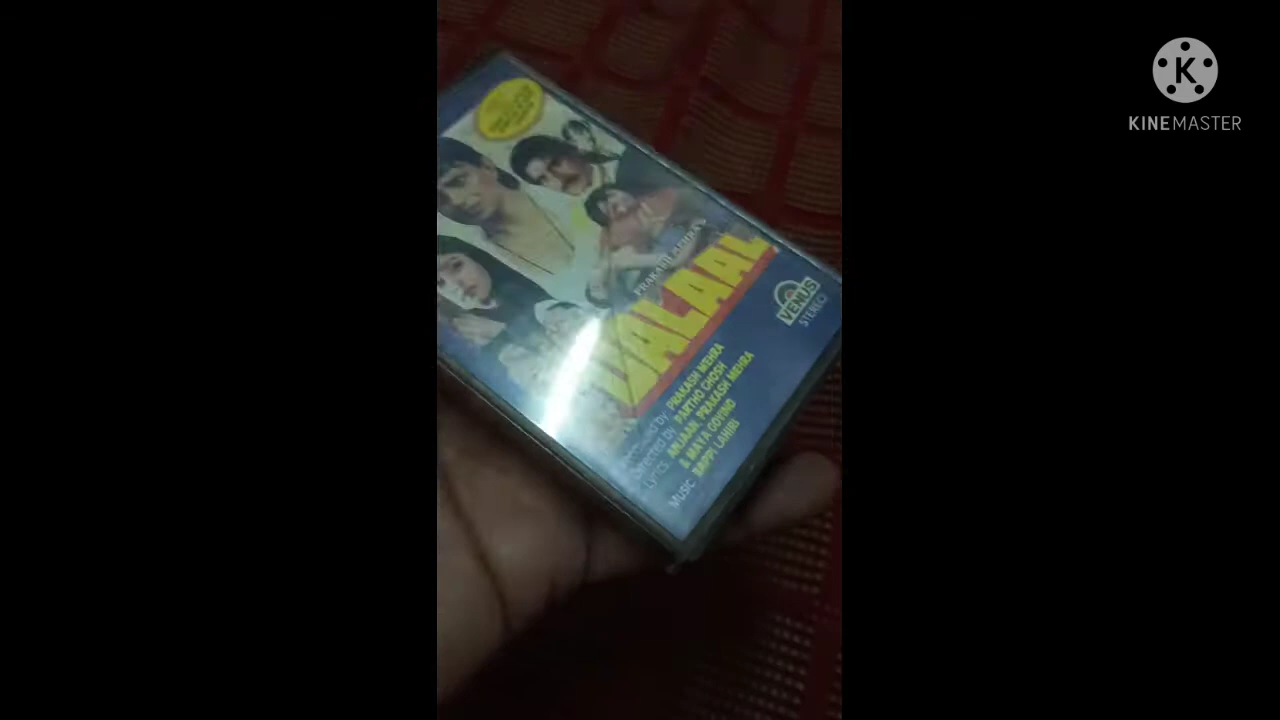 PRAKASH MEHRA'S
DALAAL
VENUS
STEREO
Produced by PRAKASH MEHRA
Directed by PARTHO GHOSH
LYRICS ANJAAN, PRAKASH MEHRA
& MAYA GOVIND
MUSIC BAPPI LAHIRI
K
KINEMASTER